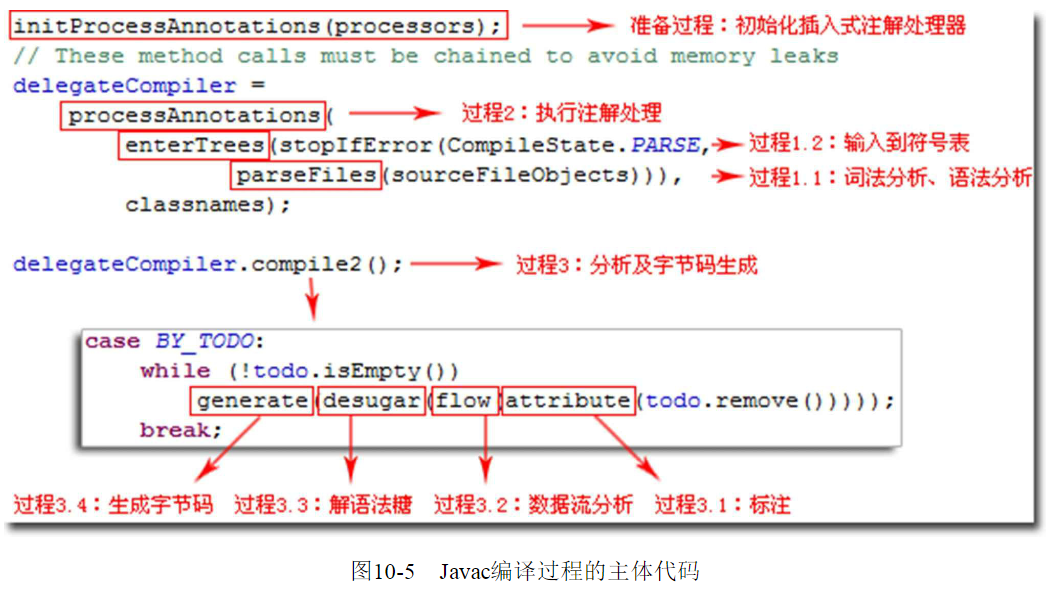 initProcessAnnotations(processors); 准备过程：初始化插入式注解处理器
// These method calls must be chained to avoid memory leaks
delegateCompiler =
processAnnotations( 过程2：执行注解处理
enterTrees(stopIfError(CompileState.PARSE, 过程1.2：输入到符号表
parseFiles(sourceFileObjects))), 过程1.1：词法分析、语法分析
classnames);
delegateCompiler.compile2(); 过程3：分析及字节码生成
case BY_TODO:
while (!todo.isEmpty())
generate(desugar(flow(attribute(todo.remove()))));
break;
过程3.4：生成字节码 过程3.3：解语法糖 过程3.2：数据流分析 过程3.1：标注
图10-5 Javac编译过程的主体代码